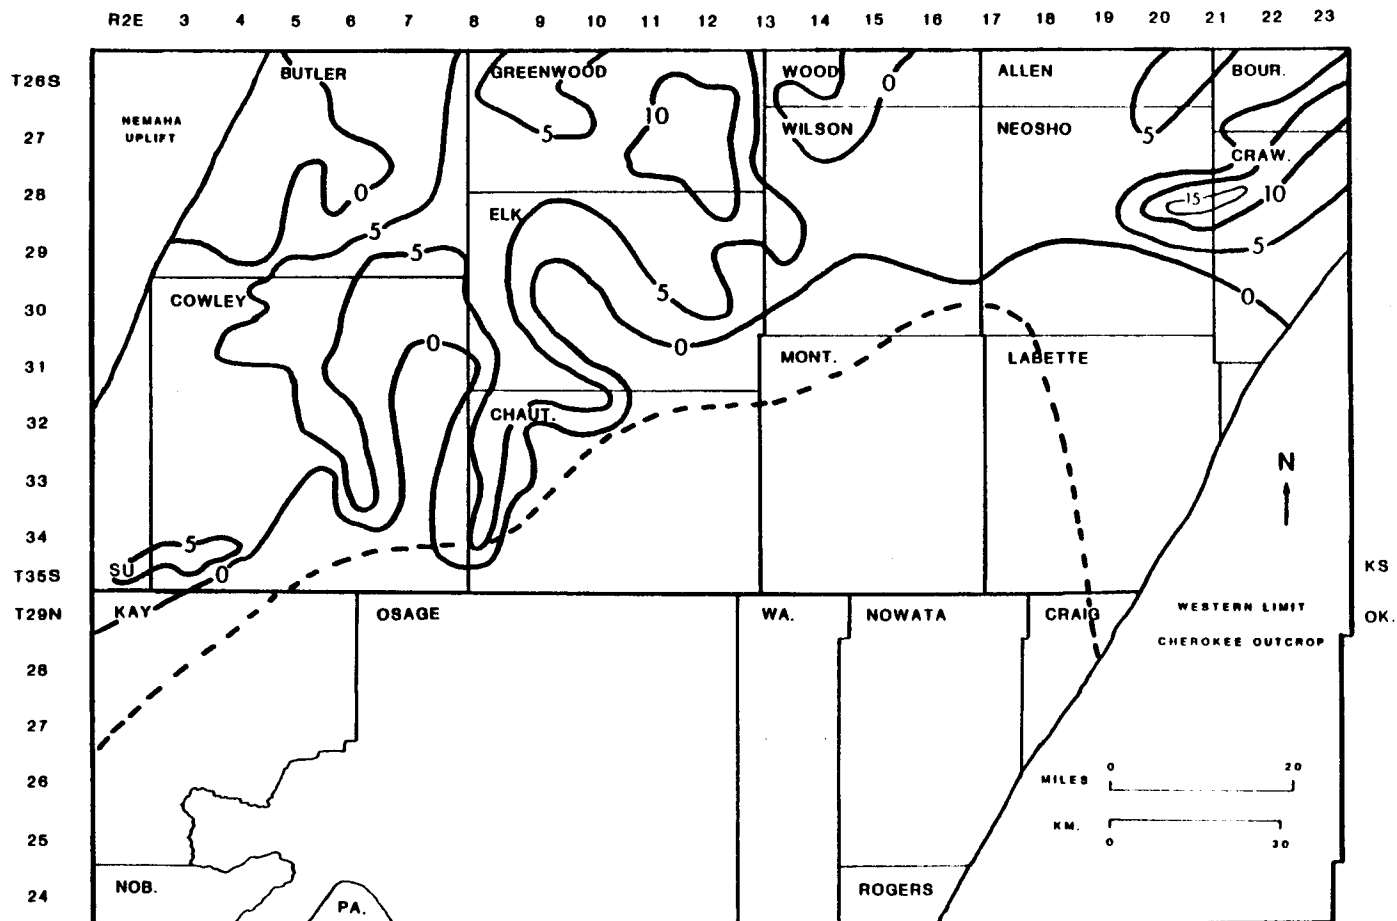 R2E 3 4 5 6 7 8 9 10 11 12 13 14 15 16 17 18 19 20 21 22 23
T26S BUTLER GREENWOOD WOOD. 0 ALLEN BOUR.
NEMAHA
UPLIFT
27 5 10 WILSON NEOSHO 5
CRAW.
28 0 15 10
ELK
29 5 5 5
COWLEY
30 5 0
31 0 0 MONT. LABETTE
32 CHAUT.
33 N
34 5
T35S SU 0 KS
T29N KAY OSAGE WA. NOWATA CRAIG WESTERN LIMIT OK.
CHEROKEE OUTCROP
28
27
26 MILES 0 20
25 KM. 0 30
24 NOB. PA. ROGERS